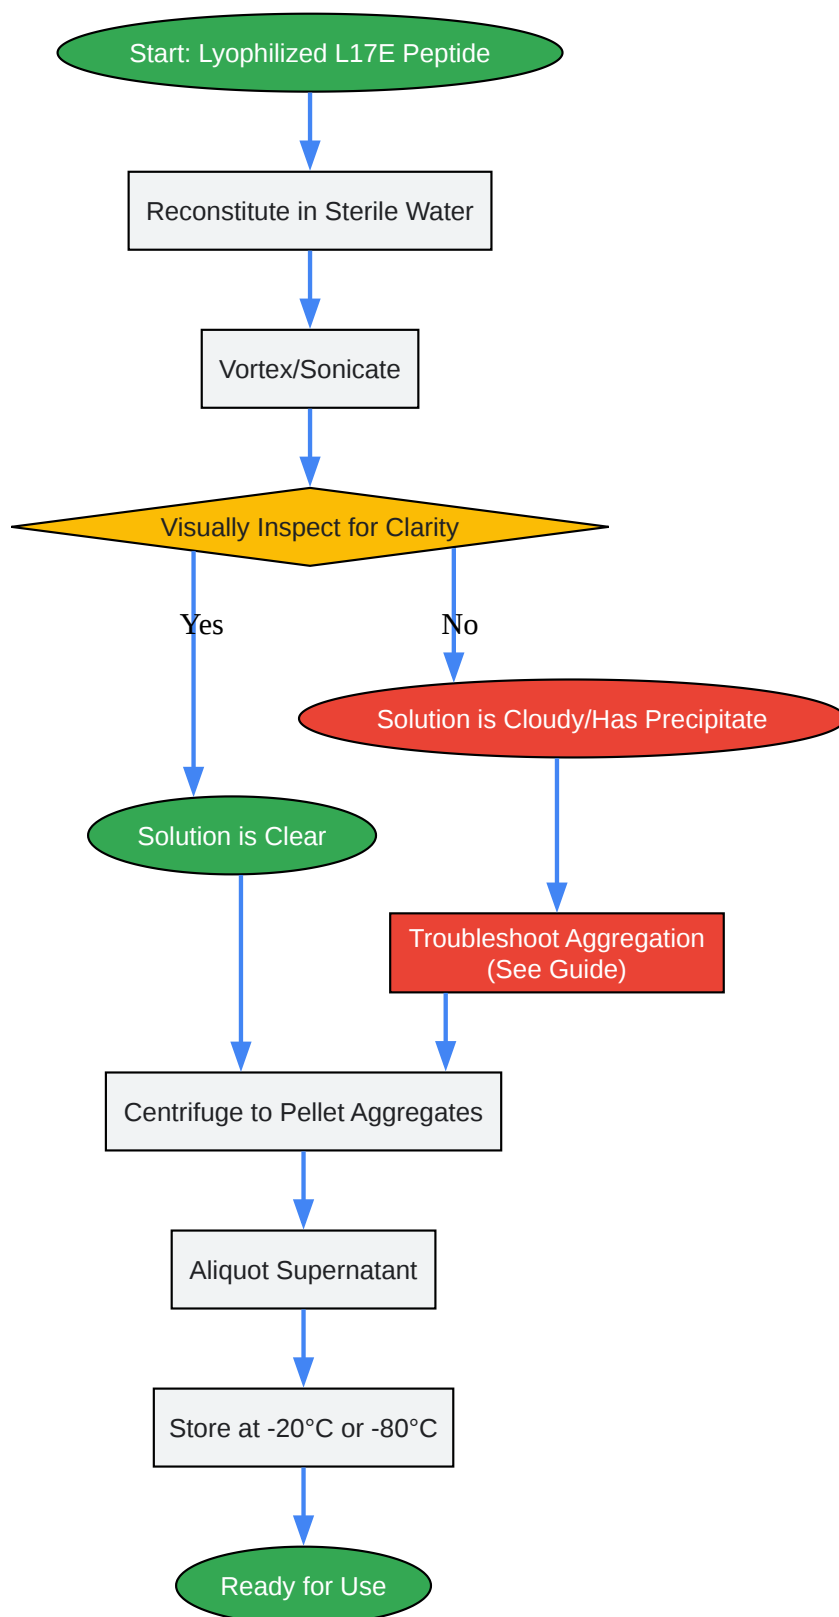 Start: Lyophilized L17E Peptide
Reconstitute in Sterile Water
Vortex/Sonicate
Visually Inspect for Clarity
Yes
No
Solution is Cloudy/Has Precipitate
Solution is Clear
Troubleshoot Aggregation
(See Guide)
Centrifuge to Pellet Aggregates
Aliquot Supernatant
Store at -20°C or -80°C
Ready for Use